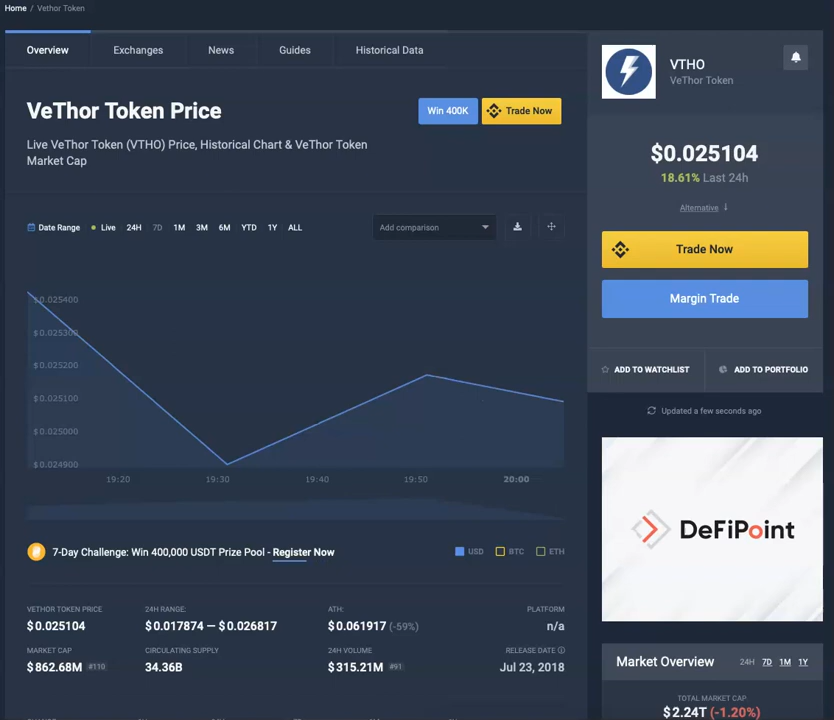 Home / Vethor Token
Overview Exchanges News Guides Historical Data
VTHO
VeThor Token
VeThor Token Price
Win 400K Trade Now
Live VeThor Token (VTHO) Price, Historical Chart & VeThor Token
Market Cap
$0.025104
18.61% Last 24h
Alternative ↓
Trade Now
Margin Trade
Date Range Live 24H 7D 1M 3M 6M YTD 1Y ALL
Add comparison
$0.025400
$0.025300
$0.025200
$0.025100
$0.025000
$0.024900
19:20 19:30 19:40 19:50 20:00
ADD TO WATCHLIST ADD TO PORTFOLIO
Updated a few seconds ago
DeFiPoint
7-Day Challenge: Win 400,000 USDT Prize Pool - Register Now
USD BTC ETH
VETHOR TOKEN PRICE 24H RANGE: ATH: PLATFORM
$0.025104 $0.017874 — $0.026817 $0.061917 (-59%) n/a
MARKET CAP CIRCULATING SUPPLY 24H VOLUME RELEASE DATE
$862.68M #110 34.36B $315.21M #91 Jul 23, 2018
Market Overview 24H 7D 1M 1Y
TOTAL MARKET CAP
$2.24T (-1.20%)